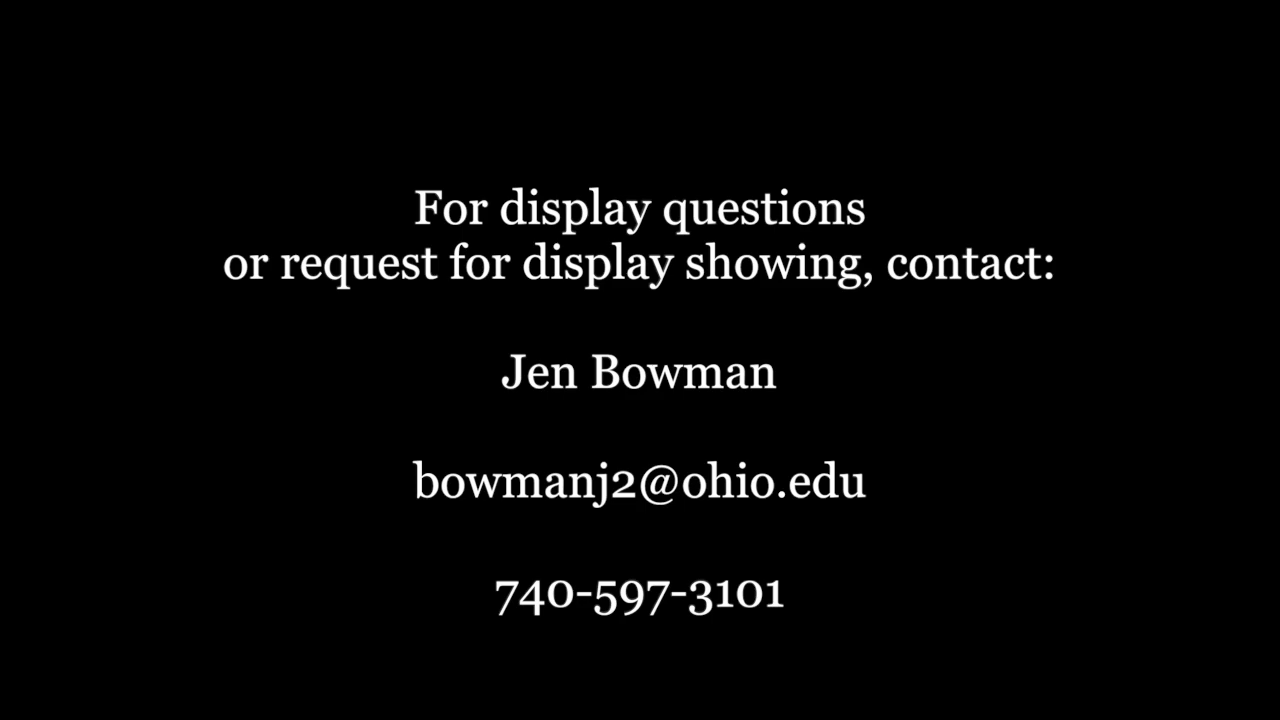 For display questions
or request for display showing, contact:
Jen Bowman
bowmanj2@ohio.edu
740-597-3101